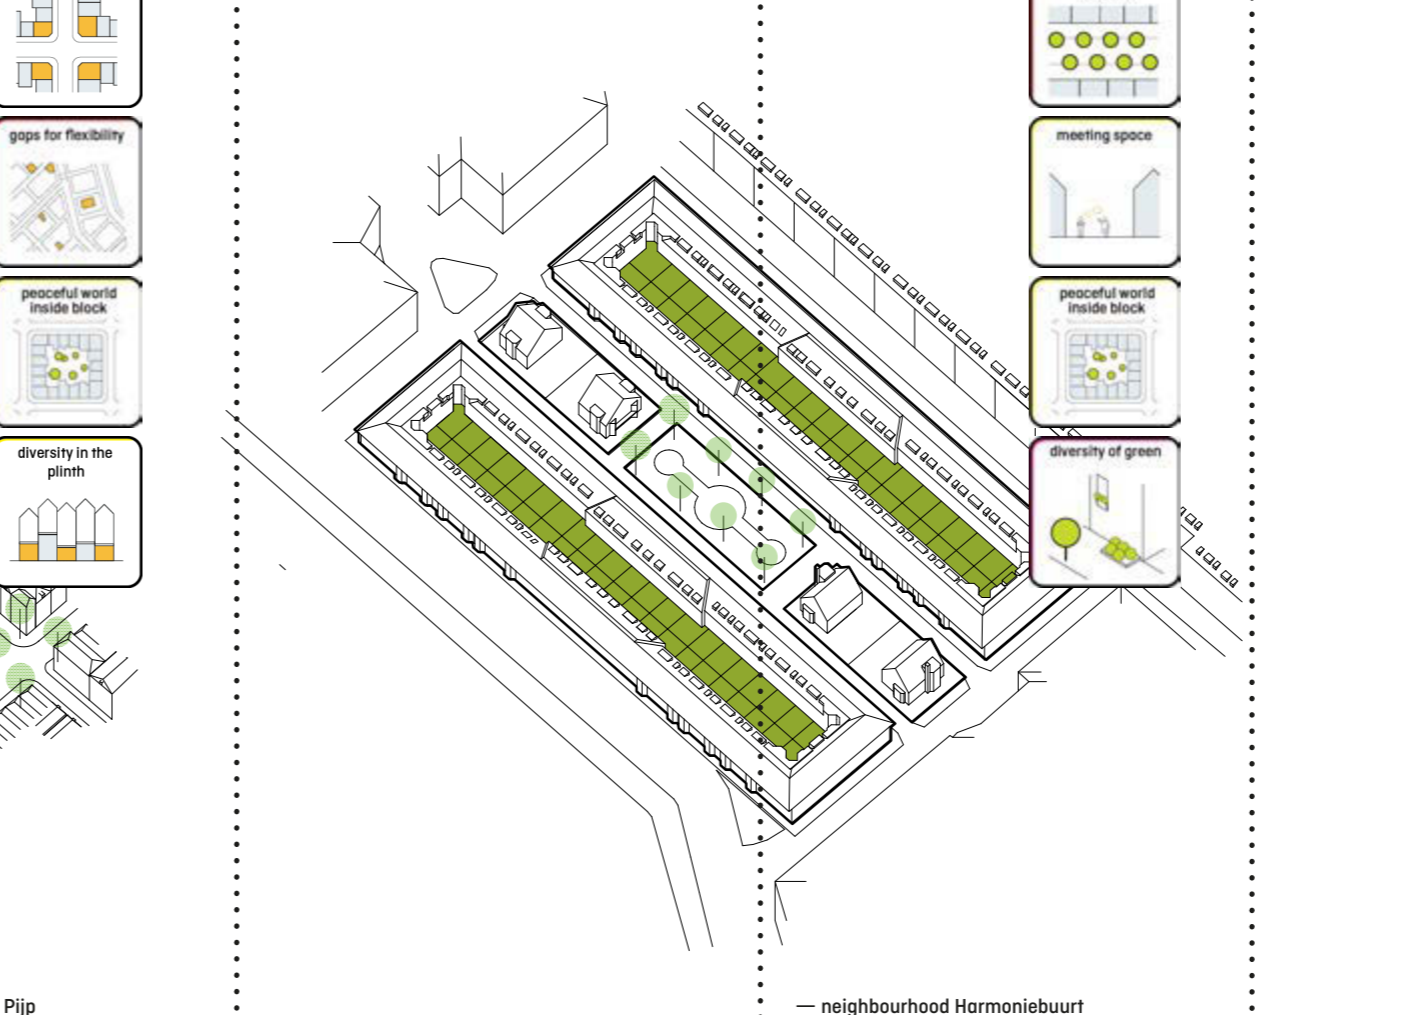 gaps for flexibility
peaceful world
inside block
diversity in the
plinth
meeting space
peaceful world
inside block
diversity of green
Pijp
— neighbourhood Harmoniebuurt